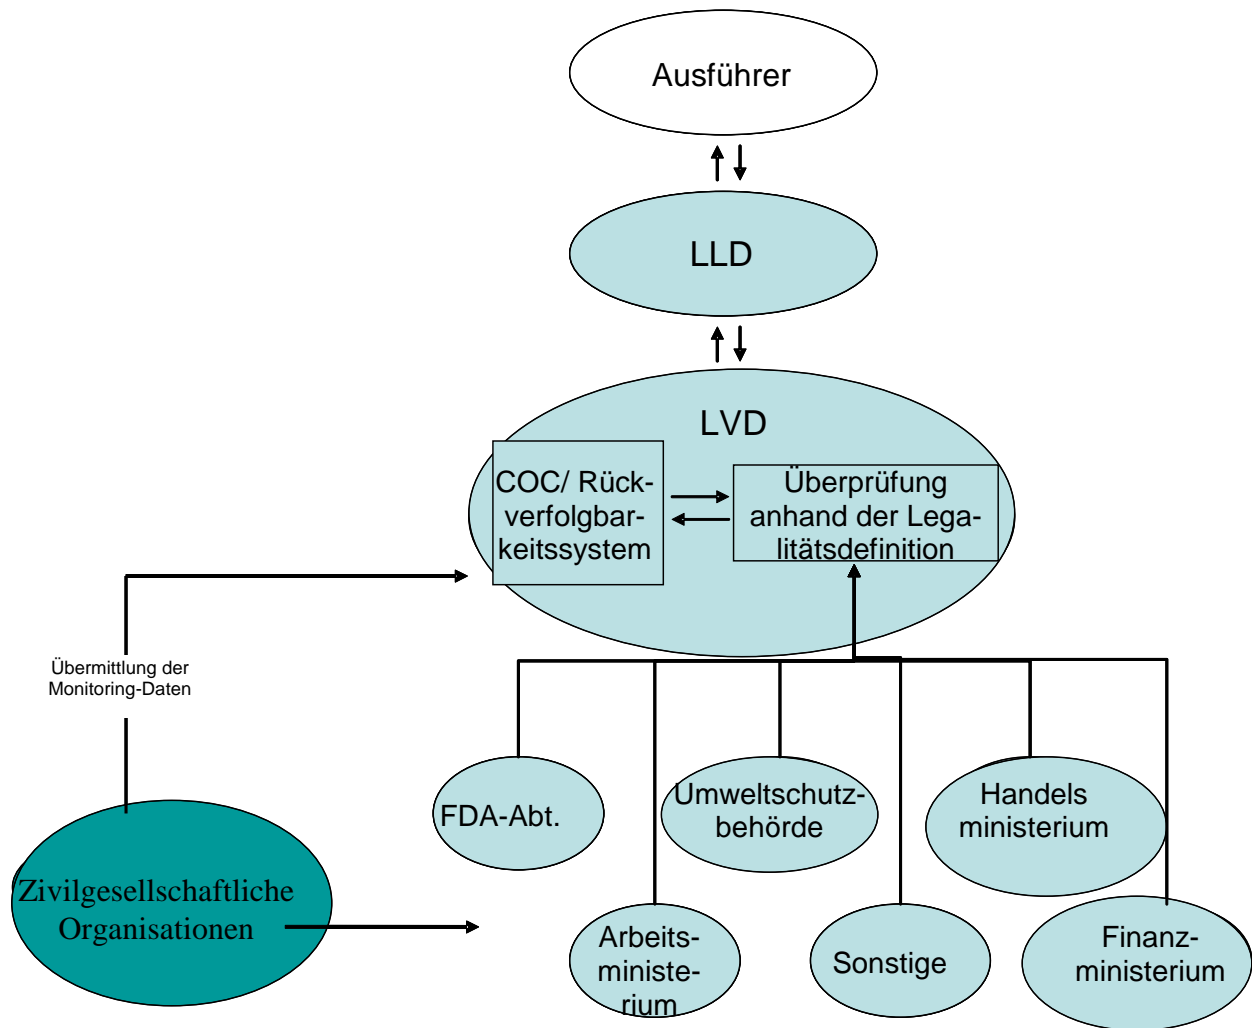 Ausführer
LLD
LVD
COC/ Rück-
verfolgbar-
keitssystem
Überprüfung
anhand der Lega-
litätsdefinition
Übermittlung der
Monitoring-Daten
FDA-Abt.
Umweltschutz-
behörde
Handels
ministerium
Zivilgesellschaftliche
Organisationen
Arbeits-
ministe-
rium
Sonstige
Finanz-
ministerium